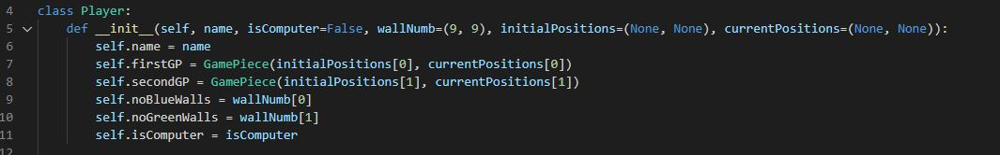 4 class Player:
5 def __init__(self, name, isComputer=False, wallNumb=(9, 9), initialPositions=(None, None), currentPositions=(None, None)):
6 self.name = name
7 self.firstGP = GamePiece(initialPositions[0], currentPositions[0])
8 self.secondGP = GamePiece(initialPositions[1], currentPositions[1])
9 self.noBlueWalls = wallNumb[0]
10 self.noGreenWalls = wallNumb[1]
11 self.isComputer = isComputer
12